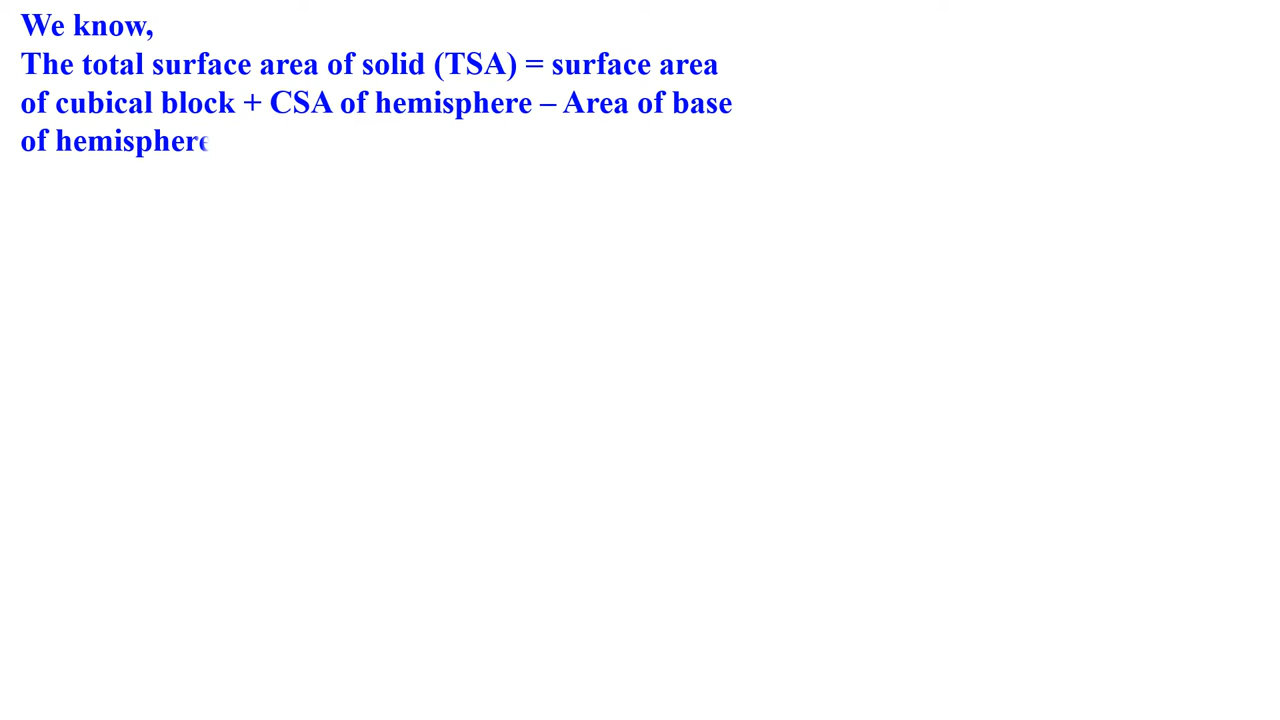 We know,
The total surface area of solid (TSA) = surface area
of cubical block + CSA of hemisphere – Area of base
of hemisphere